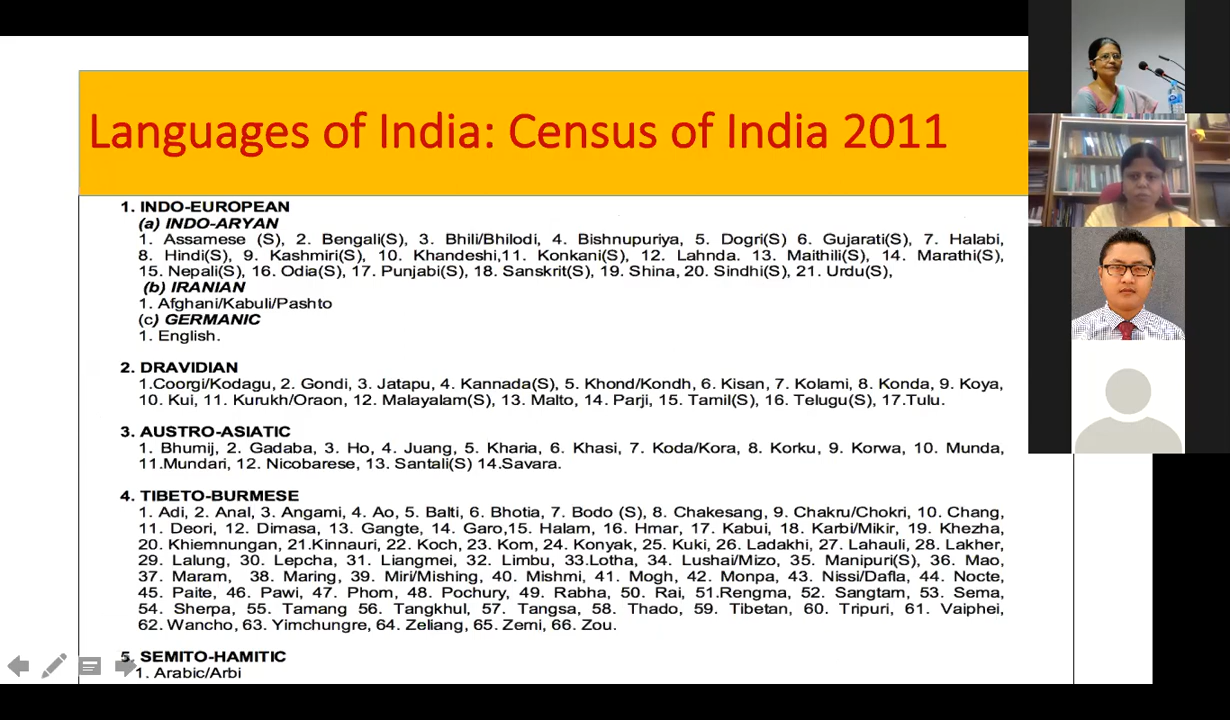 Languages of India: Census of India 2011
1. INDO-EUROPEAN
(a) INDO-ARYAN
1. Assamese (S), 2. Bengali(S), 3. Bhili/Bhilodi, 4. Bishnupuriya, 5. Dogri(S) 6. Gujarati(S), 7. Halabi,
8. Hindi(S), 9. Kashmiri(S), 10. Khandeshi,11. Konkani(S), 12. Lahnda. 13. Maithili(S), 14. Marathi(S),
15. Nepali(S), 16. Odia(S), 17. Punjabi(S), 18. Sanskrit(S), 19. Shina, 20. Sindhi(S), 21. Urdu(S),
(b) IRANIAN
1. Afghani/Kabuli/Pashto
(c) GERMANIC
1. English.
2. DRAVIDIAN
1.Coorgi/Kodagu, 2. Gondi, 3. Jatapu, 4. Kannada(S), 5. Khond/Kondh, 6. Kisan, 7. Kolami, 8. Konda, 9. Koya,
10. Kui, 11. Kurukh/Oraon, 12. Malayalam(S), 13. Malto, 14. Parji, 15. Tamil(S), 16. Telugu(S), 17.Tulu.
3. AUSTRO-ASIATIC
1. Bhumij, 2. Gadaba, 3. Ho, 4. Juang, 5. Kharia, 6. Khasi, 7. Koda/Kora, 8. Korku, 9. Korwa, 10. Munda,
11.Mundari, 12. Nicobarese, 13. Santali(S) 14.Savara.
4. TIBETO-BURMESE
1. Adi, 2. Anal, 3. Angami, 4. Ao, 5. Balti, 6. Bhotia, 7. Bodo (S), 8. Chakesang, 9. Chakru/Chokri, 10. Chang,
11. Deori, 12. Dimasa, 13. Gangte, 14. Garo,15. Halam, 16. Hmar, 17. Kabui, 18. Karbi/Mikir, 19. Khezha,
20. Khiemnungan, 21.Kinnauri, 22. Koch, 23. Kom, 24. Konyak, 25. Kuki, 26. Ladakhi, 27. Lahauli, 28. Lakher,
29. Lalung, 30. Lepcha, 31. Liangmei, 32. Limbu, 33.Lotha, 34. Lushai/Mizo, 35. Manipuri(S), 36. Mao,
37. Maram, 38. Maring, 39. Miri/Mishing, 40. Mishmi, 41. Mogh, 42. Monpa, 43. Nissi/Dafla, 44. Nocte,
45. Paite, 46. Pawi, 47. Phom, 48. Pochury, 49. Rabha, 50. Rai, 51.Rengma, 52. Sangtam, 53. Sema,
54. Sherpa, 55. Tamang 56. Tangkhul, 57. Tangsa, 58. Thado, 59. Tibetan, 60. Tripuri, 61. Vaiphei,
62. Wancho, 63. Yimchungre, 64. Zeliang, 65. Zemi, 66. Zou.
5. SEMITO-HAMITIC
1. Arabic/Arbi